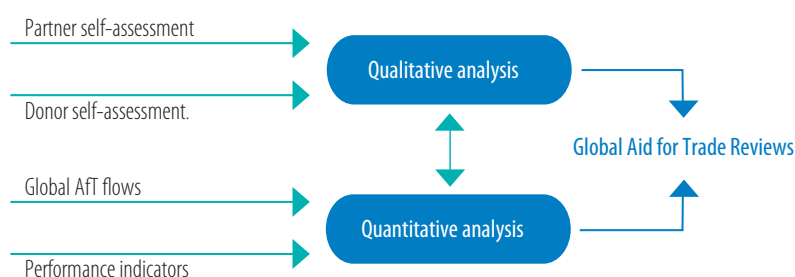 Partner self-assessment
Qualitative analysis
Donor self-assessment.
Global Aid for Trade Reviews
Global AfT flows
Quantitative analysis
Performance indicators